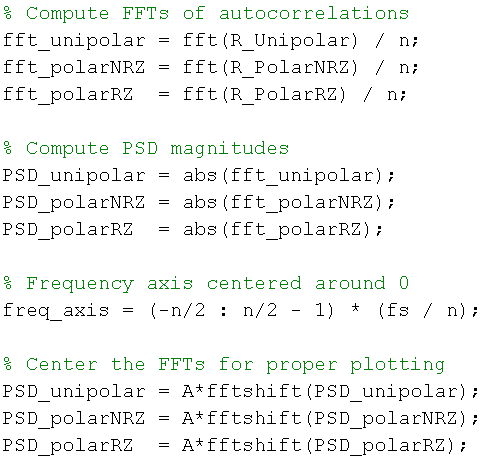 % Compute FFTs of autocorrelations
fft_unipolar = fft(R_Unipolar) / n;
fft_polarNRZ = fft(R_PolarNRZ) / n;
fft_polarRZ  = fft(R_PolarRZ) / n;

% Compute PSD magnitudes
PSD_unipolar = abs(fft_unipolar);
PSD_polarNRZ = abs(fft_polarNRZ);
PSD_polarRZ  = abs(fft_polarRZ);

% Frequency axis centered around 0
freq_axis = (-n/2 : n/2 - 1) * (fs / n);

% Center the FFTs for proper plotting
PSD_unipolar = A*fftshift(PSD_unipolar);
PSD_polarNRZ = A*fftshift(PSD_polarNRZ);
PSD_polarRZ  = A*fftshift(PSD_polarRZ);